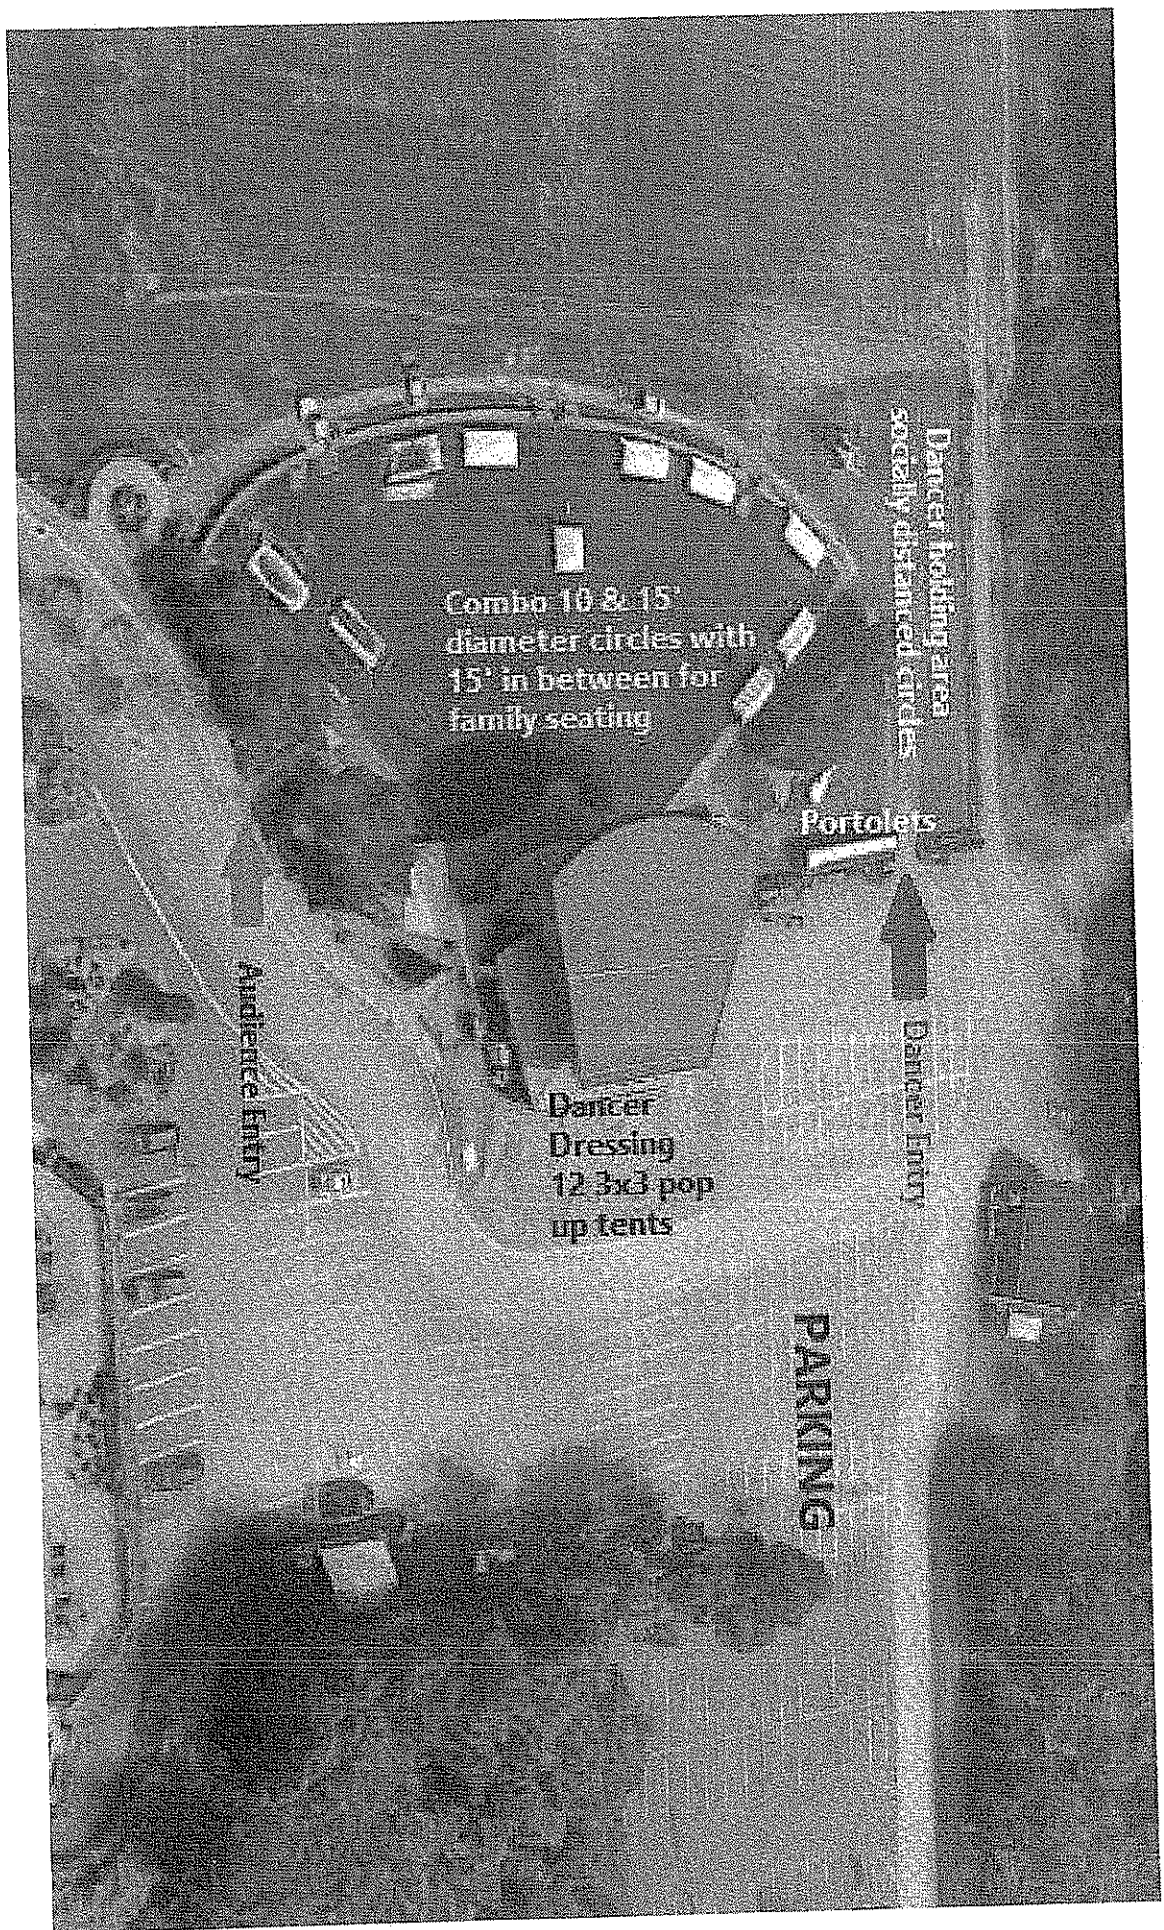 Dancer holding area
socially distanced circles
Combo 10 & 15'
diameter circles with
15' in between for
family seating
Portolets
Audience Entry
Dancer Entry
Dancer
Dressing
12 3x3 pop
up tents
PARKING